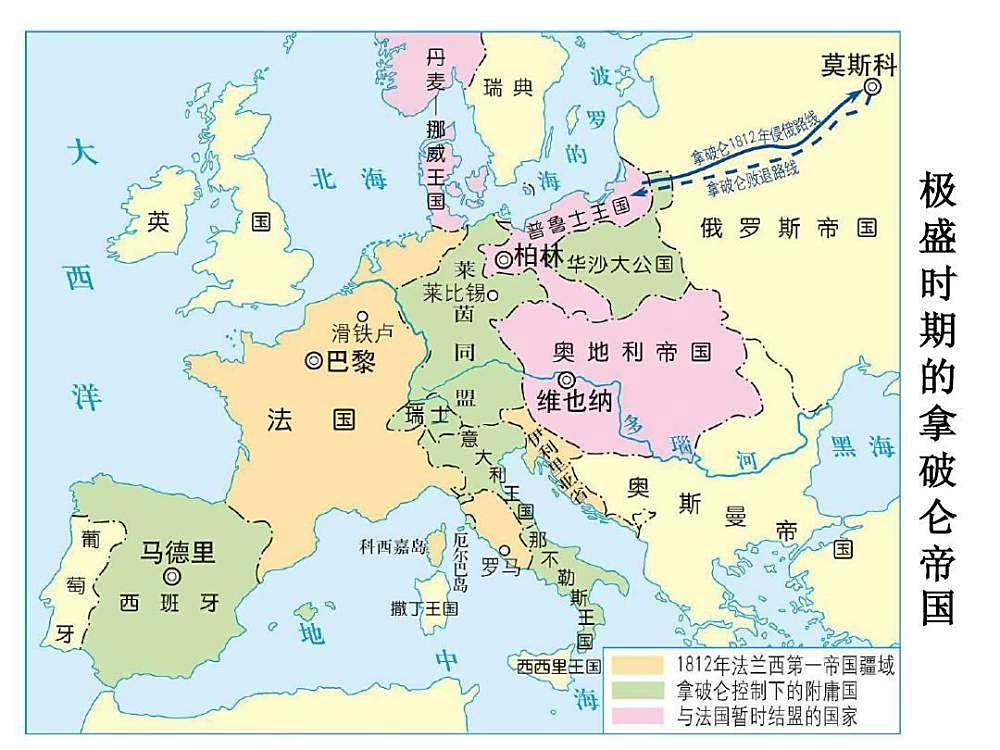 极盛时期的拿破仑帝国
大西洋
北海
波罗的海
丹麦—挪威王国
瑞典
莫斯科
拿破仑1812年侵俄路线
拿破仑败退路线
英国
普鲁士王国
俄罗斯帝国
柏林
华沙大公国
莱茵同盟
莱比锡
滑铁卢
巴黎
法国
奥地利帝国
维也纳
瑞士
多瑙河
黑海
意大利王国
伊利里亚省
奥斯曼帝国
葡萄牙
马德里
西班牙
科西嘉岛
厄尔巴岛
罗马
那不勒斯王国
撒丁王国
西西里王国
地中海
1812年法兰西第一帝国疆域
拿破仑控制下的附庸国
与法国暂时结盟的国家